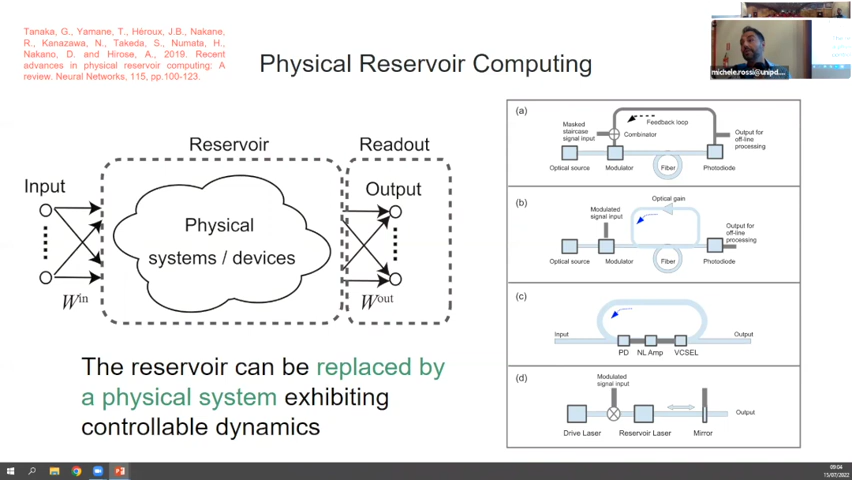 Tanaka, G., Yamane, T., Héroux, J.B., Nakane,
R., Kanazawa, N., Takeda, S., Numata, H.,
Nakano, D. and Hirose, A., 2019. Recent
advances in physical reservoir computing: A
review. Neural Networks, 115, pp.100-123.
Physical Reservoir Computing
michele.rossi@unipd....
Reservoir
Readout
Input
Output
Physical
systems / devices
Win
Wout
The reservoir can be replaced by
a physical system exhibiting
controllable dynamics
(a)
Masked
staircase
signal input
Feedback loop
Combinator
Output for
off-line
processing
Optical source
Modulator
Fiber
Photodiode
(b)
Optical gain
Modulated
signal input
Output for
off-line
processing
Optical source
Modulator
Fiber
Photodiode
(c)
Input
Output
PD
NL Amp
VCSEL
(d)
Modulated
signal input
Output
Drive Laser
Reservoir Laser
Mirror
09:04
15/07/2022